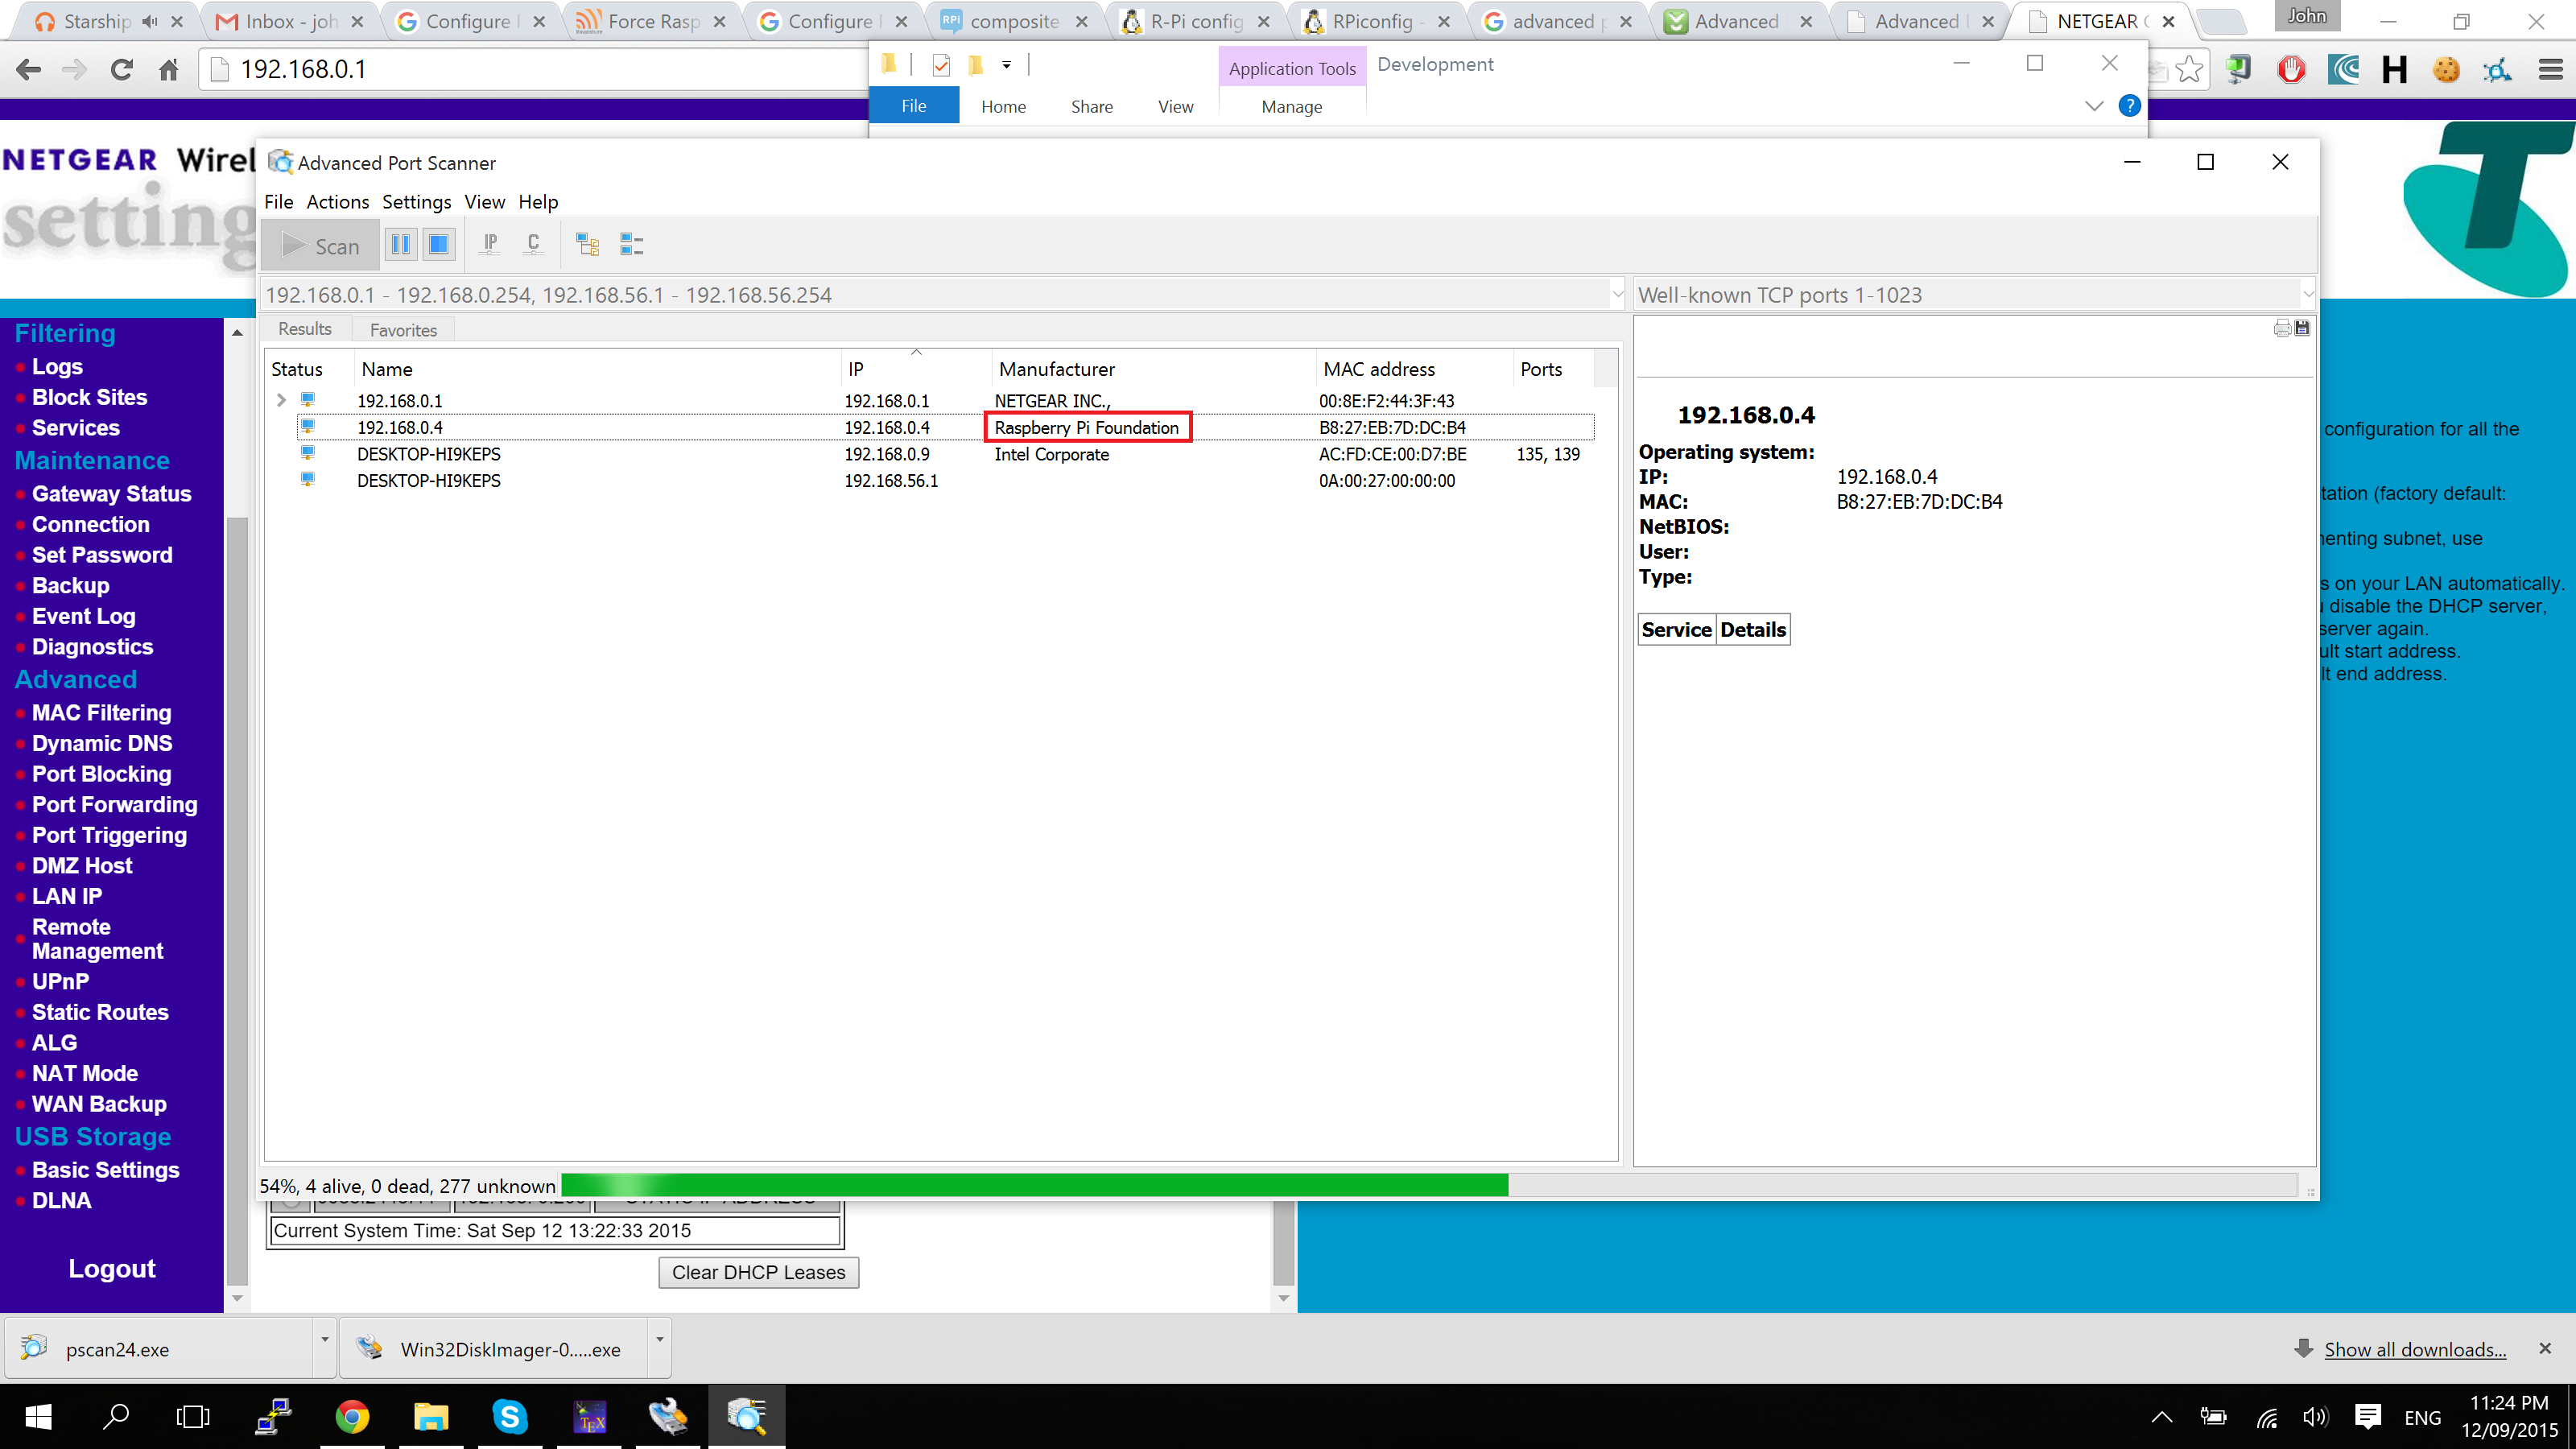 Starship
Inbox - joh
Configure
Force Rasp
Configure
RPi composite
R-Pi config
RPiconfig -
advanced p
Advanced
Advanced
NETGEAR
John
192.168.0.1
Application Tools
Development
File
Home
Share
View
Manage
?
NETGEAR Wirel
setting
Advanced Port Scanner
File Actions Settings View Help
Scan
IP
C
192.168.0.1 - 192.168.0.254, 192.168.56.1 - 192.168.56.254
Well-known TCP ports 1-1023
Results
Favorites
Status Name IP Manufacturer MAC address Ports
192.168.0.1 192.168.0.1 NETGEAR INC., 00:8E:F2:44:3F:43
192.168.0.4 192.168.0.4 Raspberry Pi Foundation B8:27:EB:7D:DC:B4
DESKTOP-HI9KEPS 192.168.0.9 Intel Corporate AC:FD:CE:00:D7:BE 135, 139
DESKTOP-HI9KEPS 192.168.56.1 0A:00:27:00:00:00
192.168.0.4
Operating system:
IP: 192.168.0.4
MAC: B8:27:EB:7D:DC:B4
NetBIOS:
User:
Type:
Service Details
54%, 4 alive, 0 dead, 277 unknown
Filtering
Logs
Block Sites
Services
Maintenance
Gateway Status
Connection
Set Password
Backup
Event Log
Diagnostics
Advanced
MAC Filtering
Dynamic DNS
Port Blocking
Port Forwarding
Port Triggering
DMZ Host
LAN IP
Remote
Management
UPnP
Static Routes
ALG
NAT Mode
WAN Backup
USB Storage
Basic Settings
DLNA
Logout
configuration for all the
tation (factory default:
menting subnet, use
s on your LAN automatically.
disable the DHCP server,
server again.
ult start address.
lt end address.
Current System Time: Sat Sep 12 13:22:33 2015
Clear DHCP Leases
pscan24.exe
Win32DiskImager-0.....exe
Show all downloads...
ENG
11:24 PM
12/09/2015